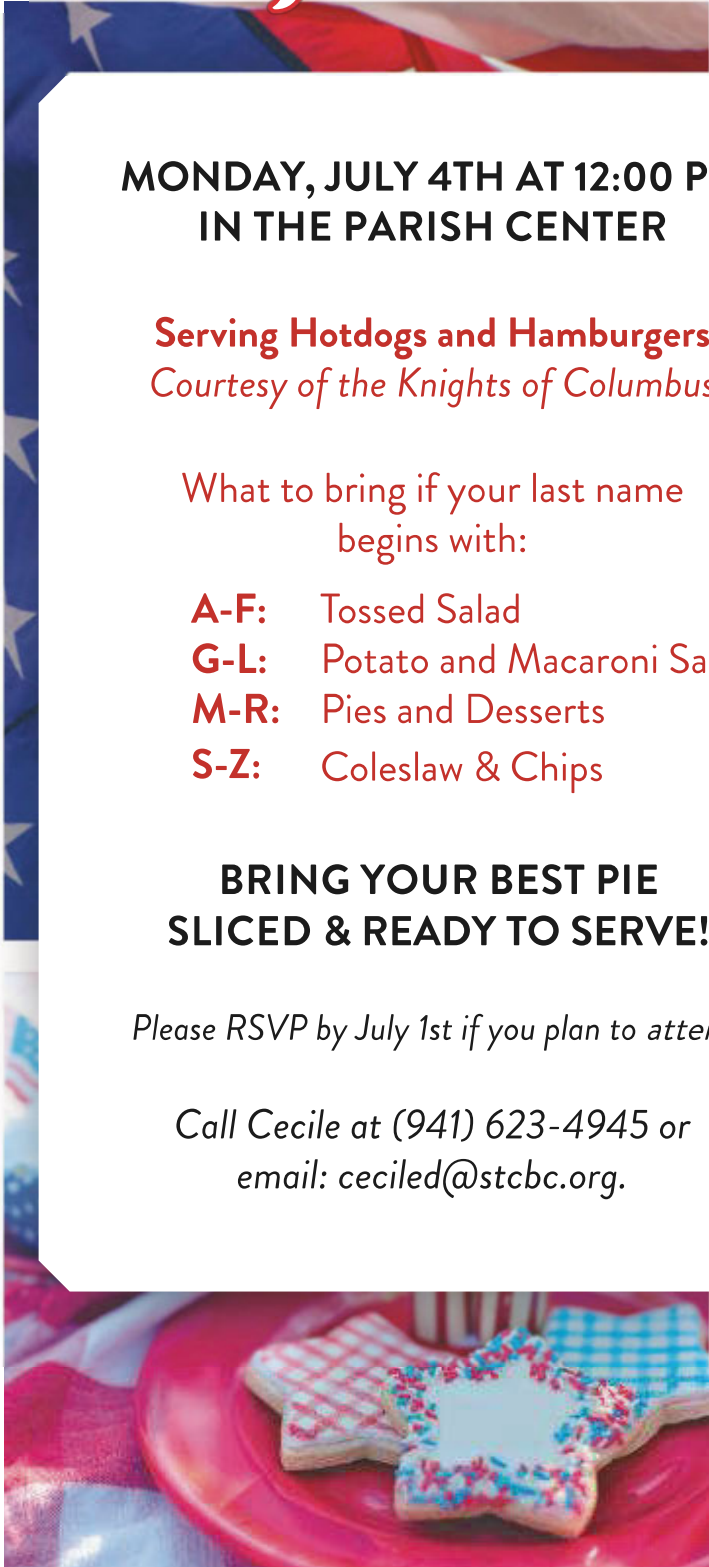 MONDAY, JULY 4TH AT 12:00 P
IN THE PARISH CENTER
Serving Hotdogs and Hamburgers
Courtesy of the Knights of Columbus
What to bring if your last name
begins with:
A-F: Tossed Salad
G-L: Potato and Macaroni Sa
M-R: Pies and Desserts
S-Z: Coleslaw & Chips
BRING YOUR BEST PIE
SLICED & READY TO SERVE!
Please RSVP by July 1st if you plan to atten
Call Cecile at (941) 623-4945 or
email: ceciled@stcbc.org.